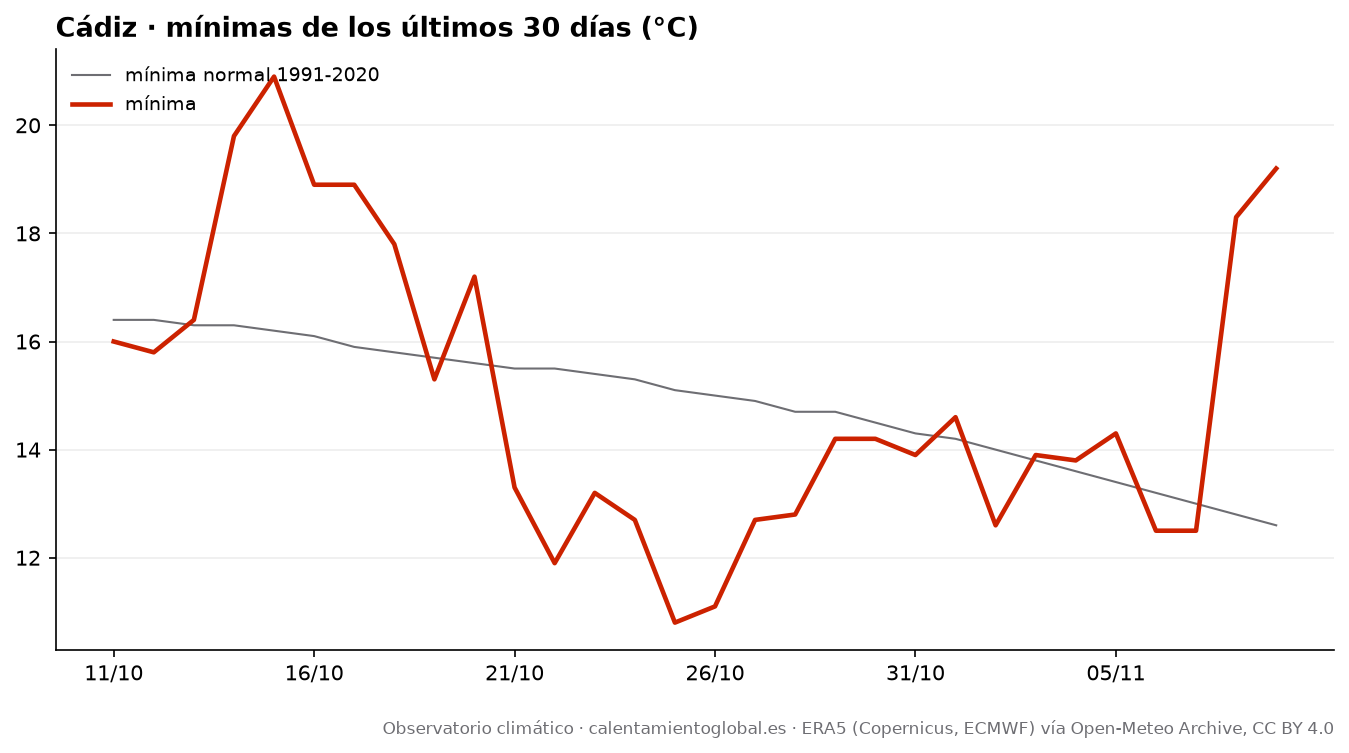 Cádiz · mínimas de los últimos 30 días (°C)
mínima normal 1991-2020
mínima
20
18
16
14
12
11/10
16/10
21/10
26/10
31/10
05/11
Observatorio climático · calentamientoglobal.es · ERA5 (Copernicus, ECMWF) vía Open-Meteo Archive, CC BY 4.0